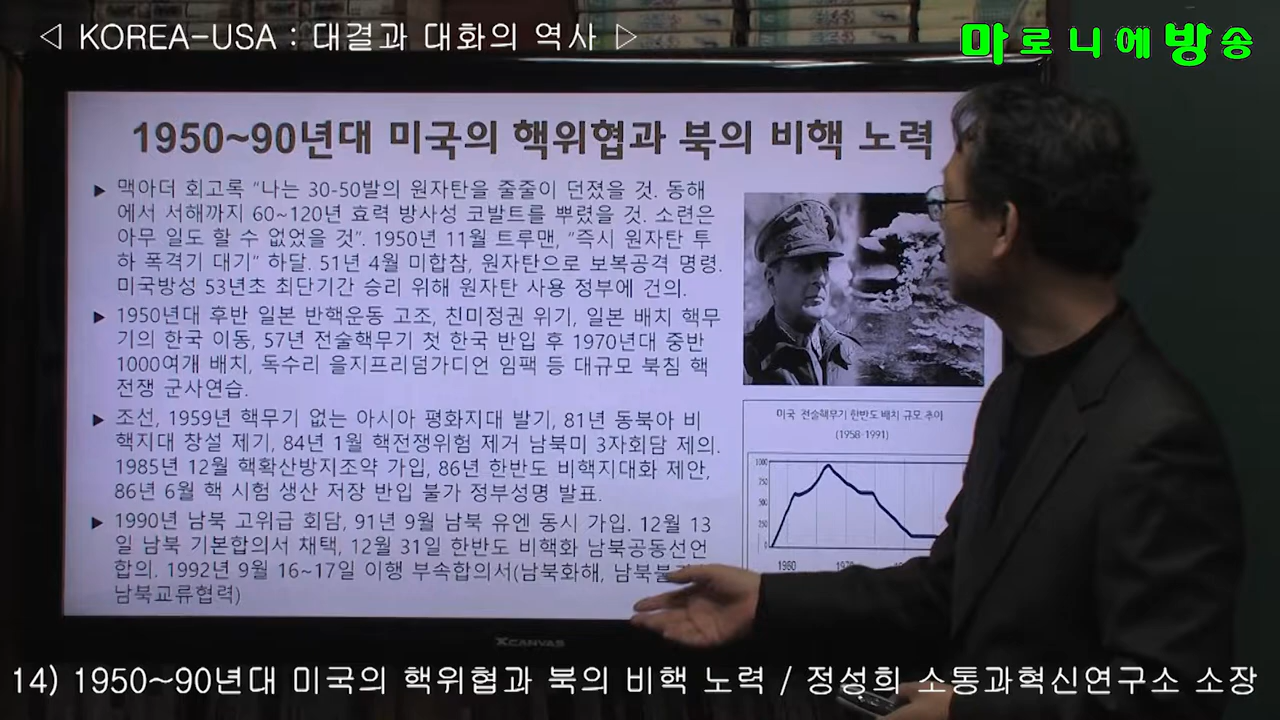 ◁ KOREA-USA : 대결과 대화의 역사 ▷
마로니에방송
1950~90년대 미국의 핵위협과 북의 비핵 노력
▶ 맥아더 회고록 "나는 30-50발의 원자탄을 줄줄이 던졌을 것. 동해
에서 서해까지 60~120년 효력 방사성 코발트를 뿌렸을 것. 소련은
아무 일도 할 수 없었을 것". 1950년 11월 트루맨, "즉시 원자탄 투
하 폭격기 대기" 하달. 51년 4월 미합참, 원자탄으로 보복공격 명령.
미국방성 53년초 최단기간 승리 위해 원자탄 사용 정부에 건의.
▶ 1950년대 후반 일본 반핵운동 고조, 친미정권 위기, 일본 배치 핵무
기의 한국 이동, 57년 전술핵무기 첫 한국 반입 후 1970년대 중반
1000여개 배치, 독수리 을지프리덤가디언 임팩 등 대규모 북침 핵
전쟁 군사연습.
▶ 조선, 1959년 핵무기 없는 아시아 평화지대 발기, 81년 동북아 비
핵지대 창설 제기, 84년 1월 핵전쟁위험 제거 남북미 3자회담 제의.
1985년 12월 핵확산방지조약 가입, 86년 한반도 비핵지대화 제안,
86년 6월 핵 시험 생산 저장 반입 불가 정부성명 발표.
▶ 1990년 남북 고위급 회담, 91년 9월 남북 유엔 동시 가입. 12월 13
일 남북 기본합의서 채택, 12월 31일 한반도 비핵화 남북공동선언
합의. 1992년 9월 16~17일 이행 부속합의서(남북화해, 남북불
남북교류협력)
미국 전술핵무기 한반도 배치 규모 추이
(1958-1991)
1000
750
500
250
0
1960
XCANVAS
14) 1950~90년대 미국의 핵위협과 북의 비핵 노력 / 정성희 소통과혁신연구소 소장